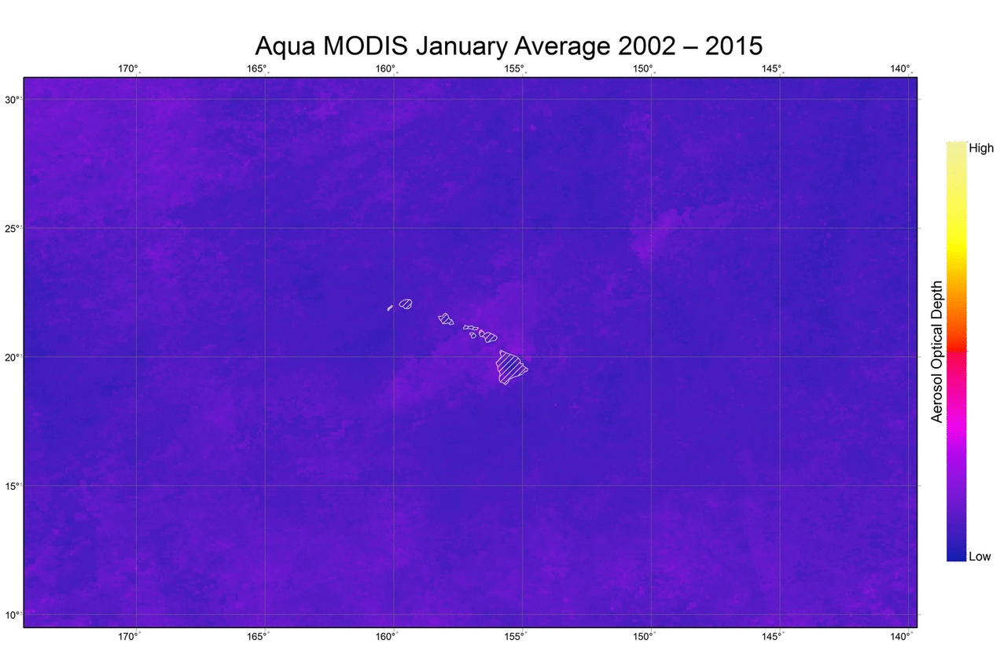 Aqua MODIS January Average 2002 – 2015
170° 165° 160° 155° 150° 145° 140°
30°
25°
20°
15°
10°
170° 165° 160° 155° 150° 145° 140°
High
Aerosol Optical Depth
Low